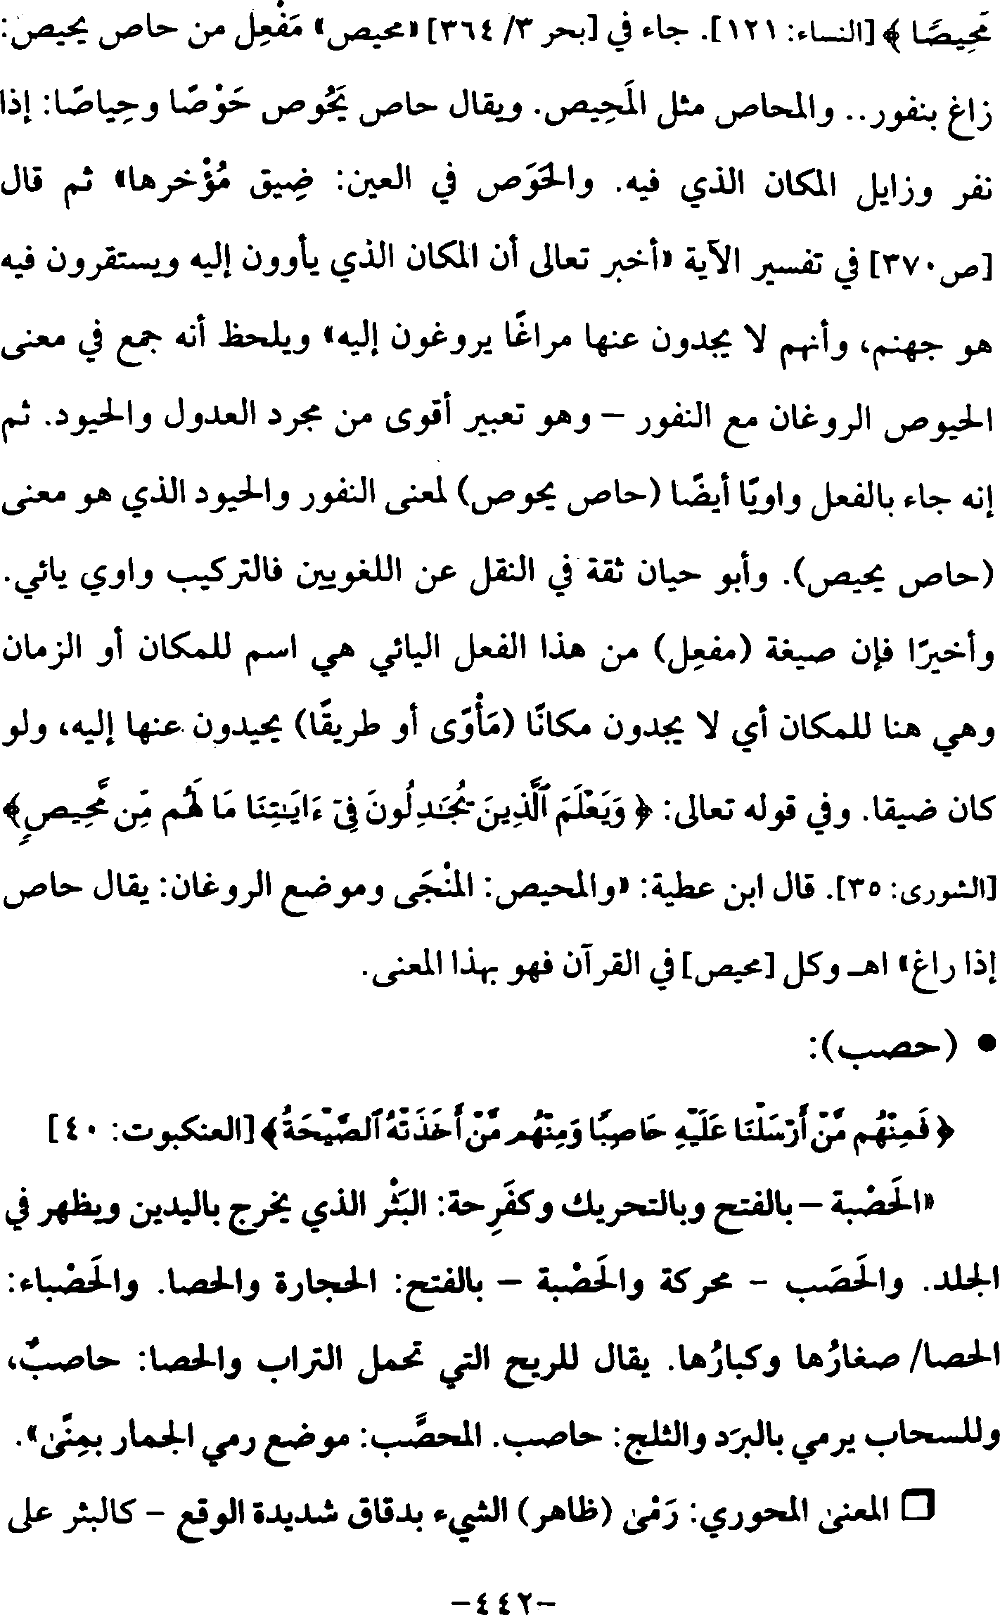 مَحِيصًا ﴾ [النساء: ١٢١]. جاء في [بحر ٣/ ٣٦٤] «محيص» مَفْعِل من حاص يحيص:
زاغ بنفور.. والمحاص مثل المَحِيص. ويقال حاص يَحُوص حَوْصًا وحِياصًا: إذا
نفر وزايل المكان الذي فيه. والحَوَص في العين: ضِيق مُؤْخرها» ثم قال
[ص٣٧٠] في تفسير الآية «أخبر تعالى أن المكان الذي يأوون إليه ويستقرون فيه
هو جهنم، وأنهم لا يجدون عنها مراغًا يروغون إليه» ويلحظ أنه جمع في معنى
الحيوص الروغان مع النفور – وهو تعبير أقوى من مجرد العدول والحيود. ثم
إنه جاء بالفعل واويًا أيضًا (حاص يحوص) لمعنى النفور والحيود الذي هو معنى
(حاص يحيص). وأبو حيان ثقة في النقل عن اللغويين فالتركيب واوي يائي.
وأخيرًا فإن صيغة (مفعِل) من هذا الفعل اليائي هي اسم للمكان أو الزمان
وهي هنا للمكان أي لا يجدون مكانًا (مَأْوًى أو طريقًا) يحيدون عنها إليه، ولو
كان ضيقا. وفي قوله تعالى: ﴿ وَيَعْلَمَ ٱلَّذِينَ يُجَـٰدِلُونَ فِىٓ ءَايَـٰتِنَا مَا لَهُم مِّن مَّحِيصٍ﴾
[الشورى: ٣٥]. قال ابن عطية: «والمحيص: المنْجَى وموضع الروغان: يقال حاص
إذا راغ» اهـ وكل [محيص] في القرآن فهو بهذا المعنى.
• (حصب):
﴿ فَمِنْهُم مَّنْ أَرْسَلْنَا عَلَيْهِ حَاصِبًا وَمِنْهُم مَّنْ أَخَذَتْهُ ٱلصَّيْحَةُ﴾ [العنكبوت: ٤٠]
«الحَصْبة – بالفتح وبالتحريك وكفَرِحة: البَثْر الذي يخرج باليدين ويظهر في
الجلد. والحَصَب – محركة والحَصْبة – بالفتح: الحجارة والحصا. والحَصْباء:
الحصا/ صغارُها وكبارُها. يقال للريح التي تحمل التراب والحصا: حاصبٌ،
وللسحاب يرمي بالبرَد والثلج: حاصب. المحصَّب: موضع رمي الجمار بمِنًى».
□ المعنى المحوري: رَمْى (ظاهر) الشيء بدقاق شديدة الوقع – كالبثر على
-٤٤٢-